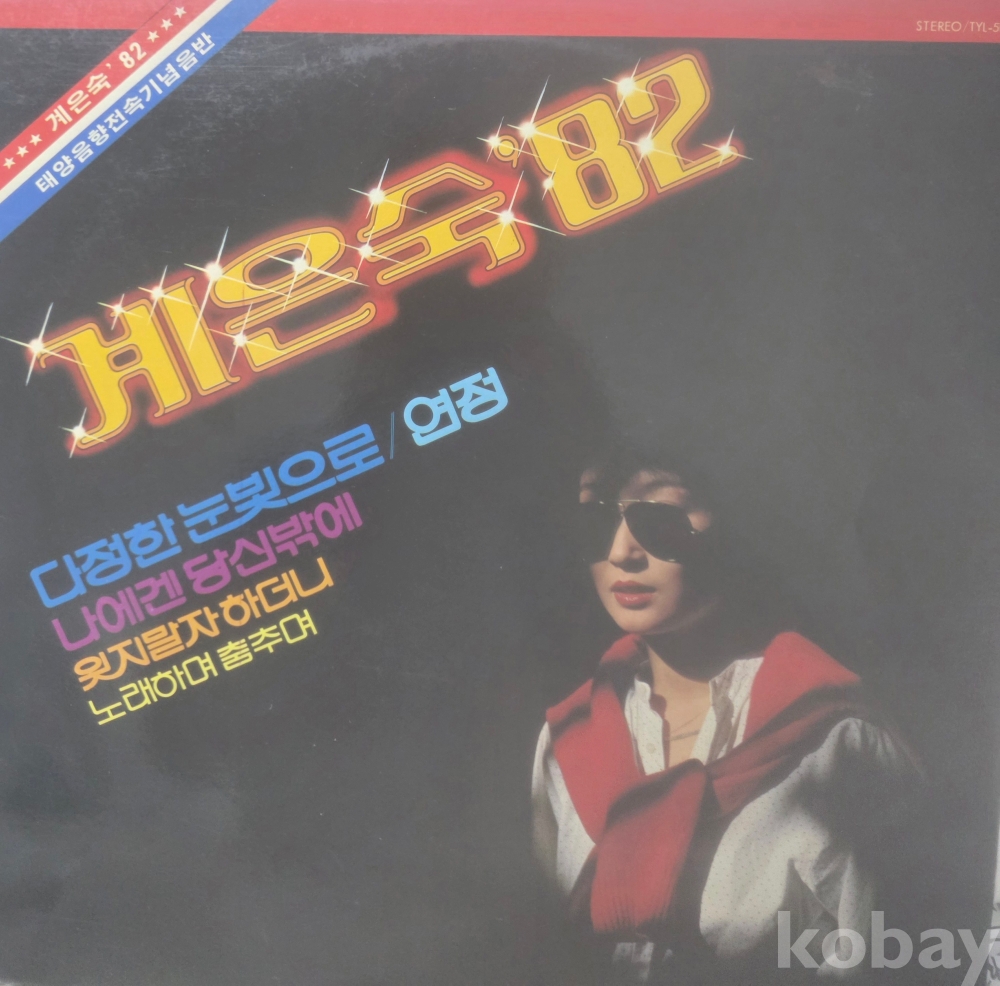 STEREO/TYL-5
★★★ 계은숙' 82 ★★★
태양음향전속기념음반
계은숙'82
다정한 눈빛으로/연정
나에겐 당신밖에
웟지말자 하더니
노래하며 춤추며
kobay